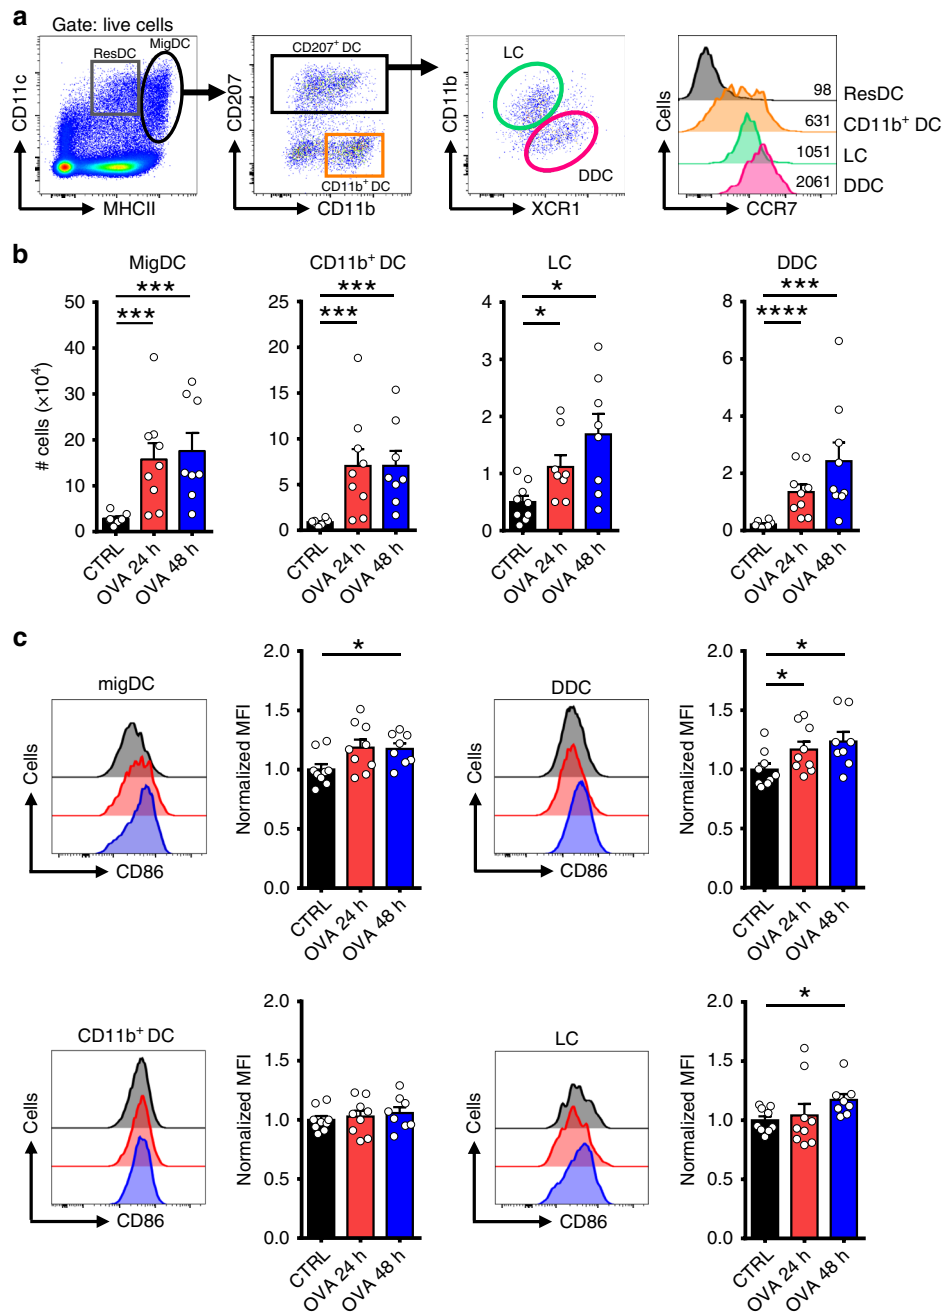 a
Gate: live cells
ResDC
MigDC
CD11c
MHCII
CD207⁺ DC
CD11b⁺ DC
CD207
CD11b
LC
DDC
CD11b
XCR1
Cells
98 ResDC
631 CD11b⁺ DC
1051 LC
2061 DDC
CCR7
b
MigDC
***
***
# cells (×10⁴)
50
40
30
20
10
0
CTRL
OVA 24 h
OVA 48 h
CD11b⁺ DC
***
***
25
20
15
10
5
0
CTRL
OVA 24 h
OVA 48 h
LC
*
*
4
3
2
1
0
CTRL
OVA 24 h
OVA 48 h
DDC
***
****
8
6
4
2
0
CTRL
OVA 24 h
OVA 48 h
c
migDC
Cells
CD86
Normalized MFI
2.0
1.5
1.0
0.5
0.0
*
CTRL
OVA 24 h
OVA 48 h
DDC
Cells
CD86
Normalized MFI
2.0
1.5
1.0
0.5
0.0
*
*
CTRL
OVA 24 h
OVA 48 h
CD11b⁺ DC
Cells
CD86
Normalized MFI
2.0
1.5
1.0
0.5
0.0
CTRL
OVA 24 h
OVA 48 h
LC
Cells
CD86
Normalized MFI
2.0
1.5
1.0
0.5
0.0
*
CTRL
OVA 24 h
OVA 48 h